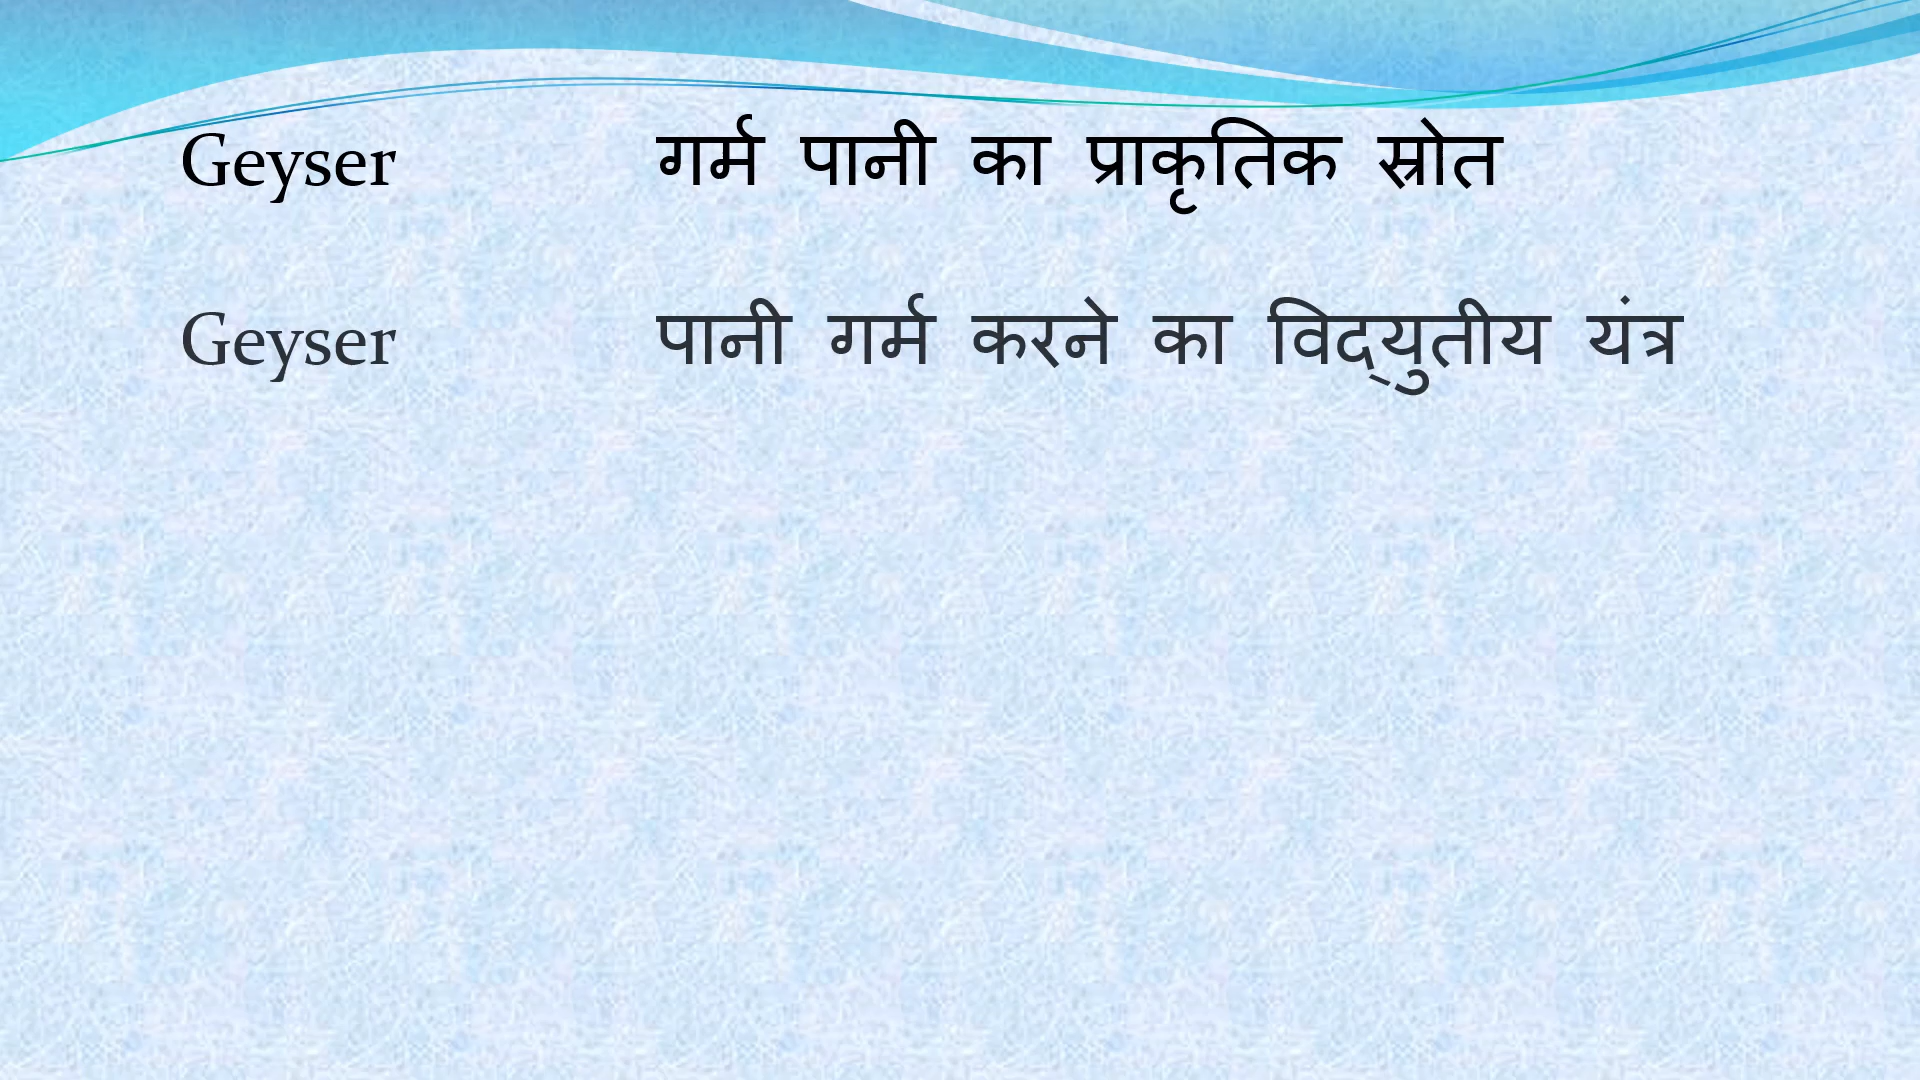 Geyser गर्म पानी का प्राकृतिक स्रोत
Geyser पानी गर्म करने का विद्युतीय यंत्र